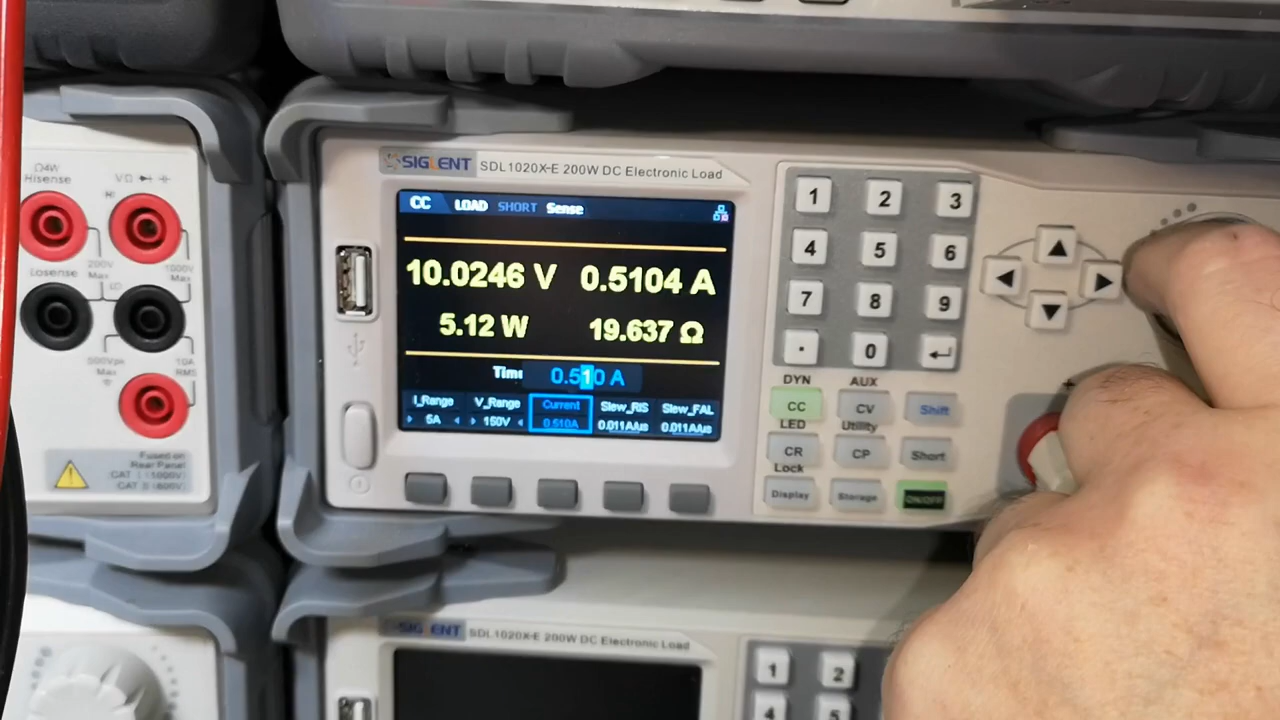 Ω4W
Hisense
VΩ
HI
200V
Max
1000V
Max
Losense
LO
500Vpk
Max
10A
RMS
Fused on
Rear Panel
CAT I (1000V)
CAT II (600V)
SIGLENT SDL1020X-E 200W DC Electronic Load
CC LOAD SHORT Sense
10.0246 V 0.5104 A
5.12 W 19.637 Ω
0.510 A
I_Range V_Range Current Slew_RIS Slew_FAL
5A 150V 0.510A 0.011A/us 0.011A/us
1 2 3
4 5 6
7 8 9
. 0
DYN AUX
CC CV Shift
LED Utility
CR CP Short
Lock
Display Storage ON/OFF
+
SIGLENT SDL1020X-E 200W DC Electronic Load
1 2
4 5